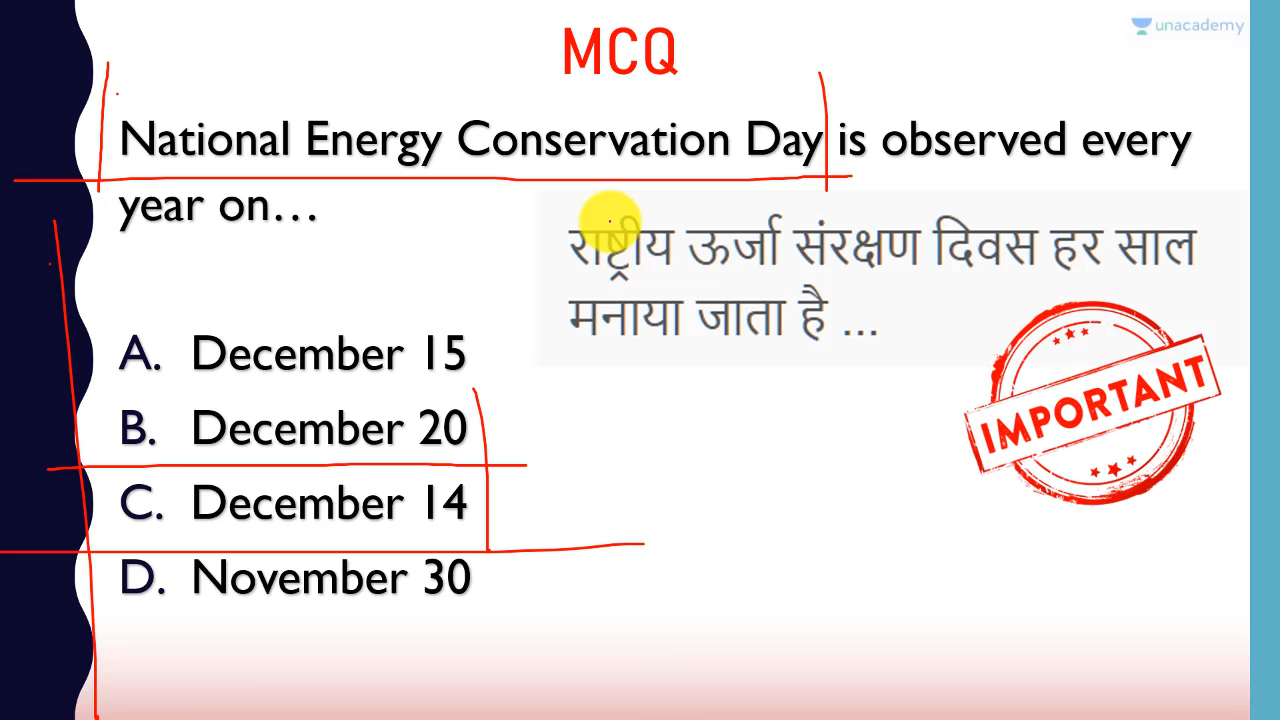 MCQ
unacademy
National Energy Conservation Day is observed every
year on...
राष्ट्रीय ऊर्जा संरक्षण दिवस हर साल
मनाया जाता है ...
A. December 15
B. December 20
C. December 14
D. November 30
IMPORTANT